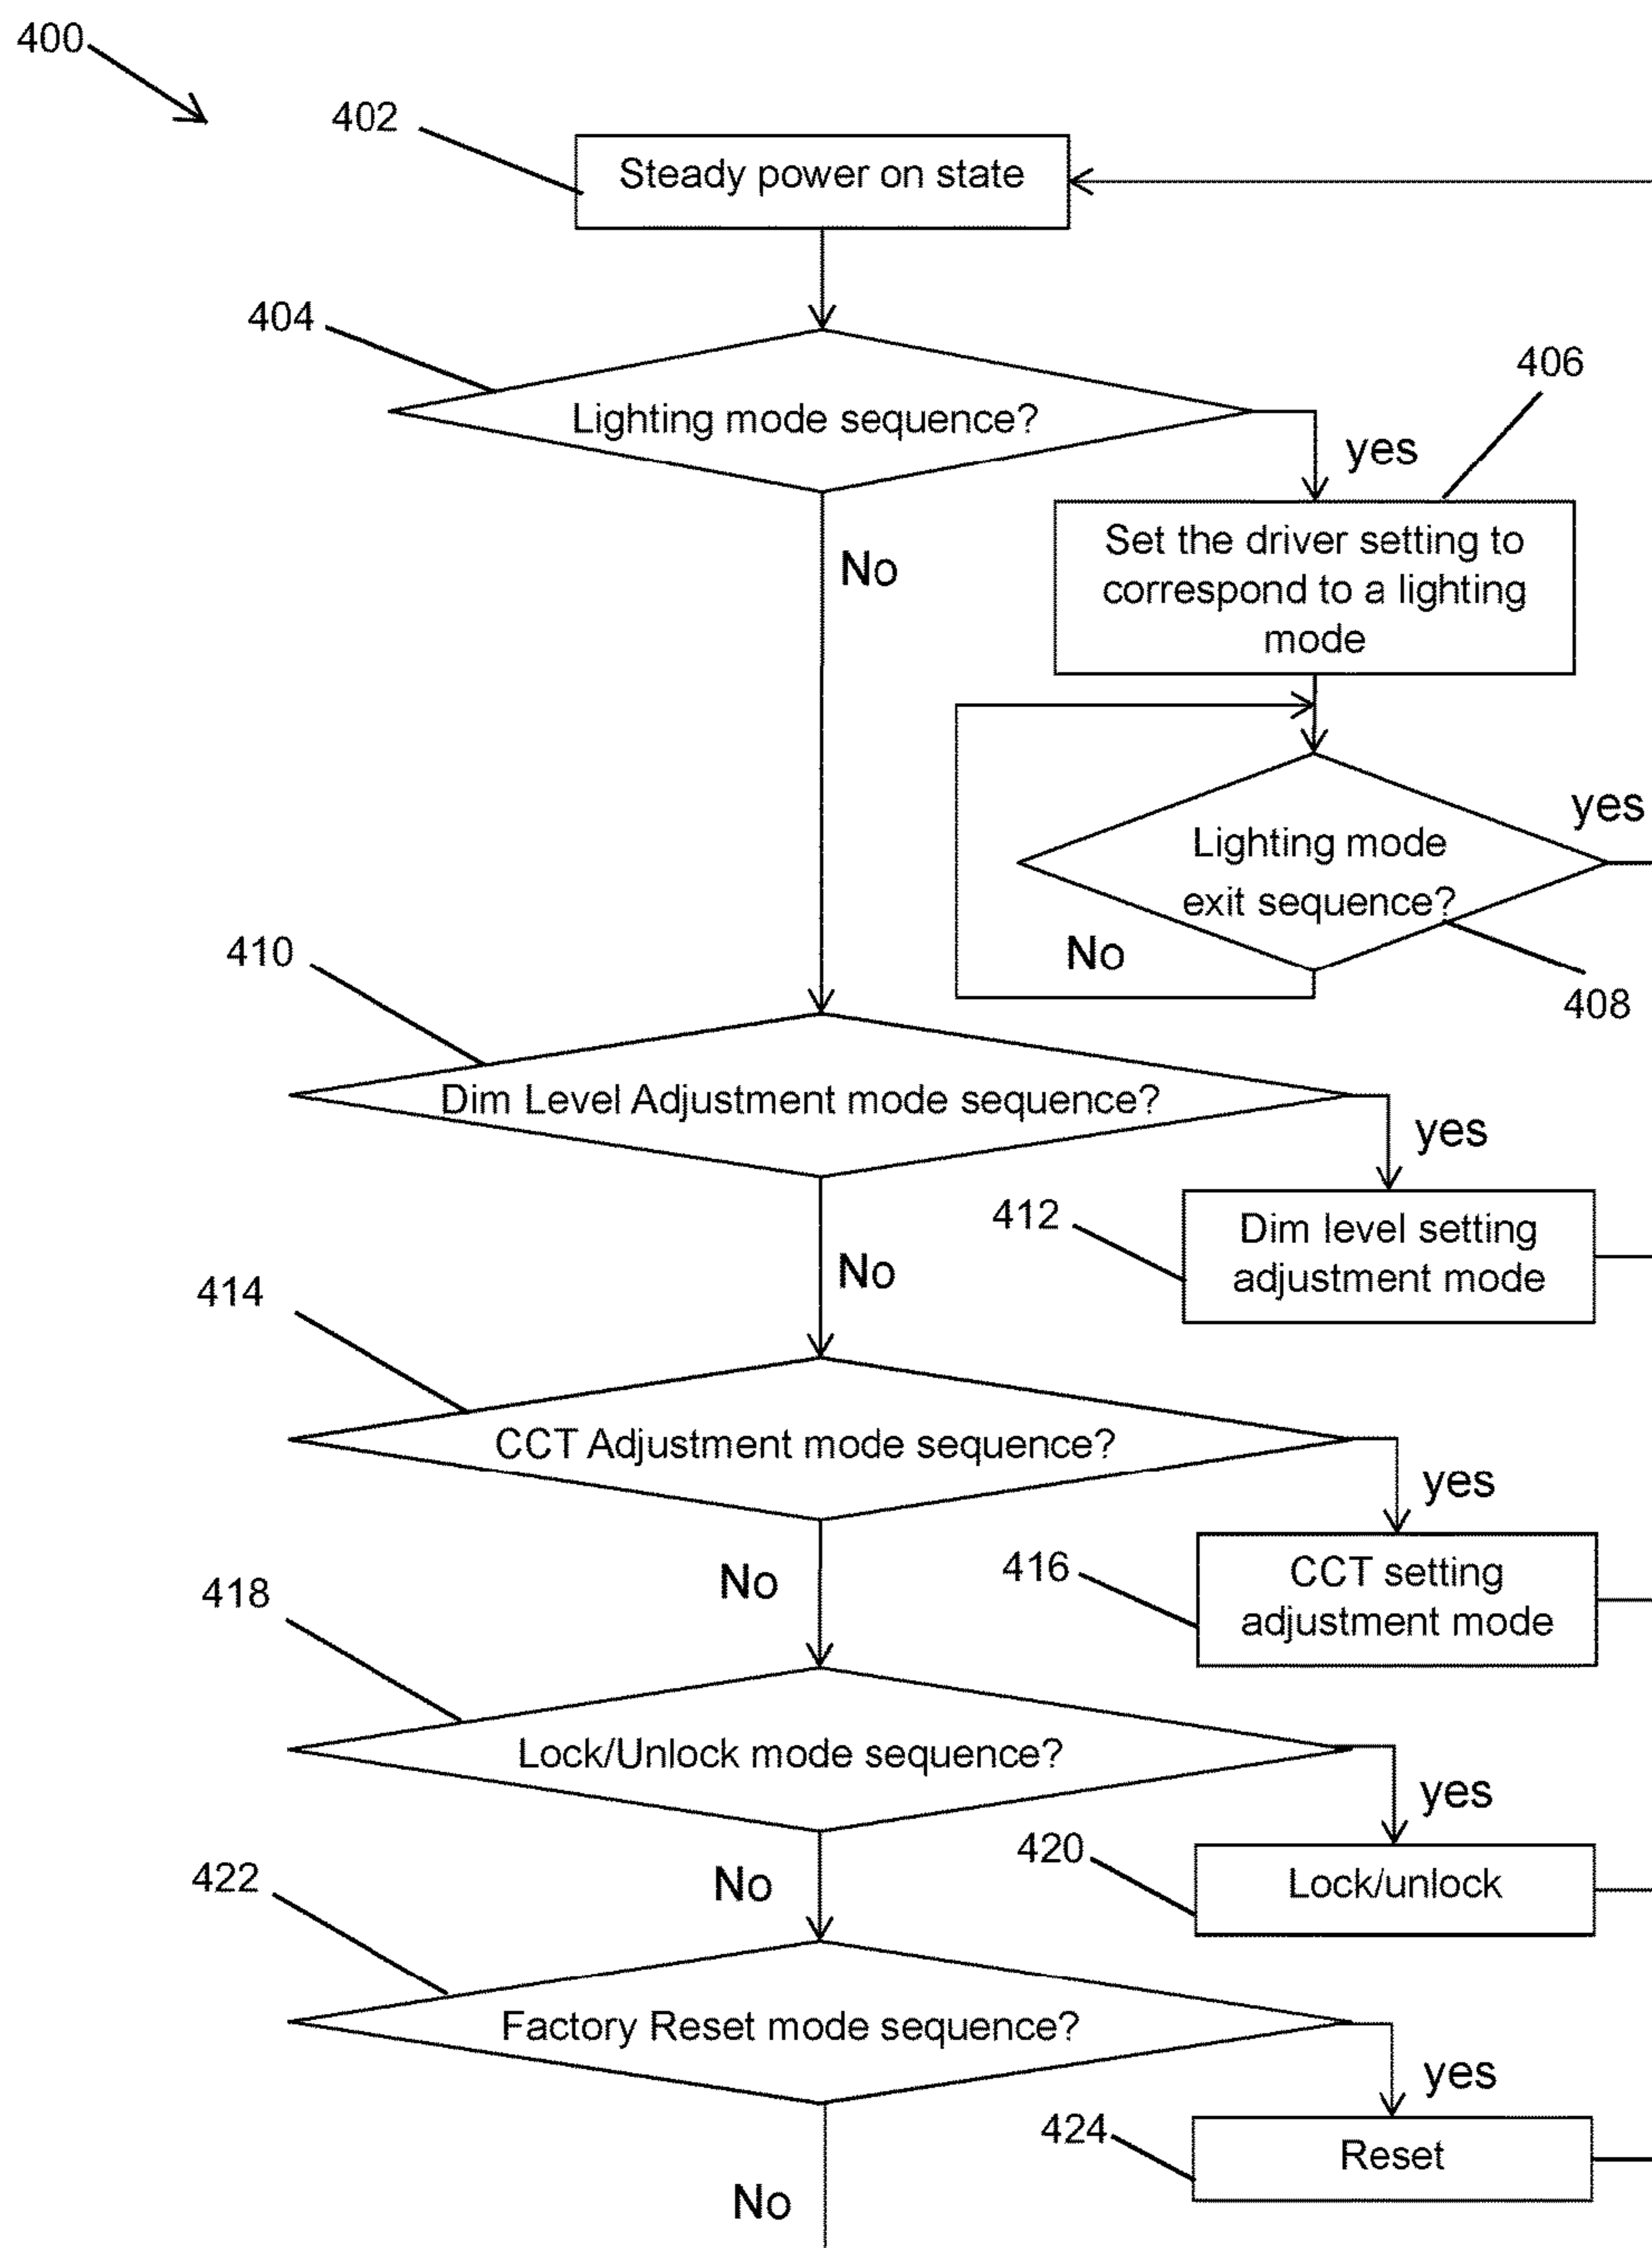 400
402
Steady power on state
404
Lighting mode sequence?
406
yes
Set the driver setting to
correspond to a lighting
mode
No
yes
Lighting mode
exit sequence?
No
408
410
Dim Level Adjustment mode sequence?
yes
412
Dim level setting
adjustment mode
No
414
CCT Adjustment mode sequence?
yes
416
CCT setting
adjustment mode
No
418
Lock/Unlock mode sequence?
yes
420
Lock/unlock
No
422
Factory Reset mode sequence?
yes
424
Reset
No